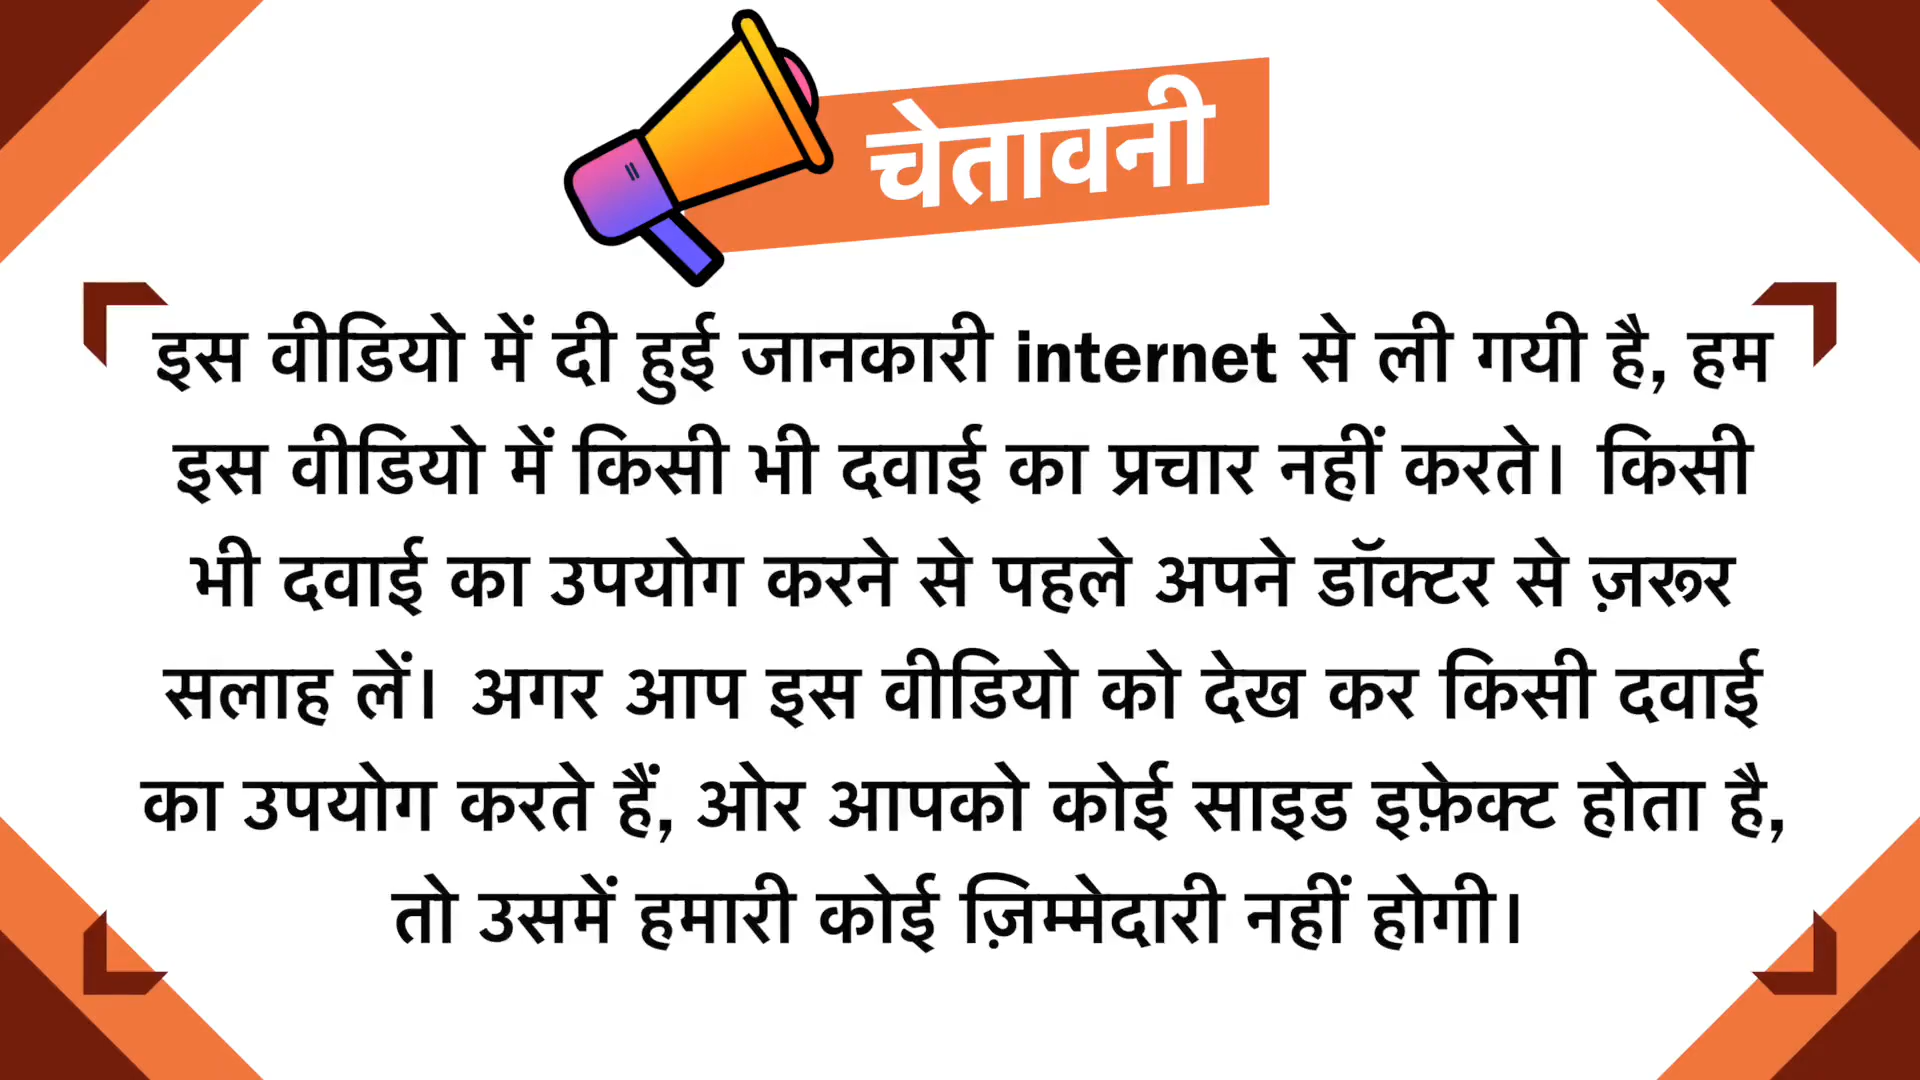 चेतावनी
इस वीडियो में दी हुई जानकारी internet से ली गयी है, हम
इस वीडियो में किसी भी दवाई का प्रचार नहीं करते। किसी
भी दवाई का उपयोग करने से पहले अपने डॉक्टर से ज़रूर
सलाह लें। अगर आप इस वीडियो को देख कर किसी दवाई
का उपयोग करते हैं, ओर आपको कोई साइड इफ़ेक्ट होता है,
तो उसमें हमारी कोई ज़िम्मेदारी नहीं होगी।